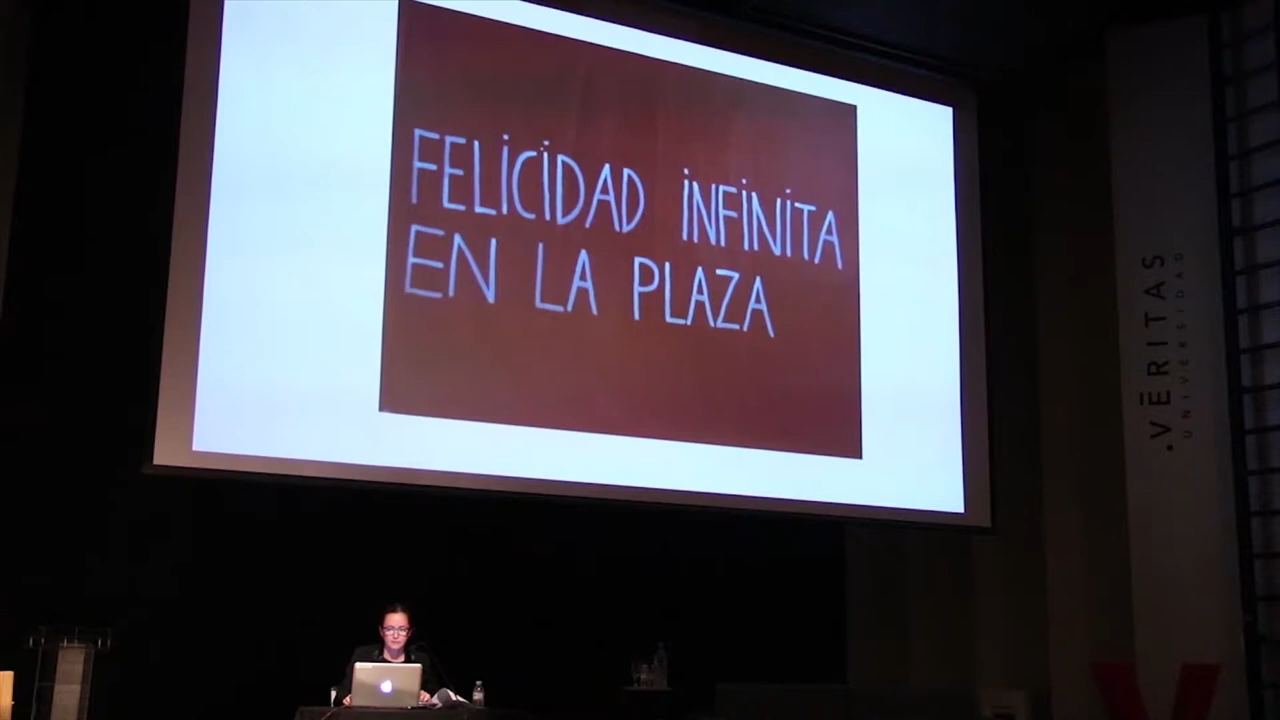 FELiCiDAD iNFiNiTA
EN LA PLAZA
.VĒRITAS
UNIVERSIDAD